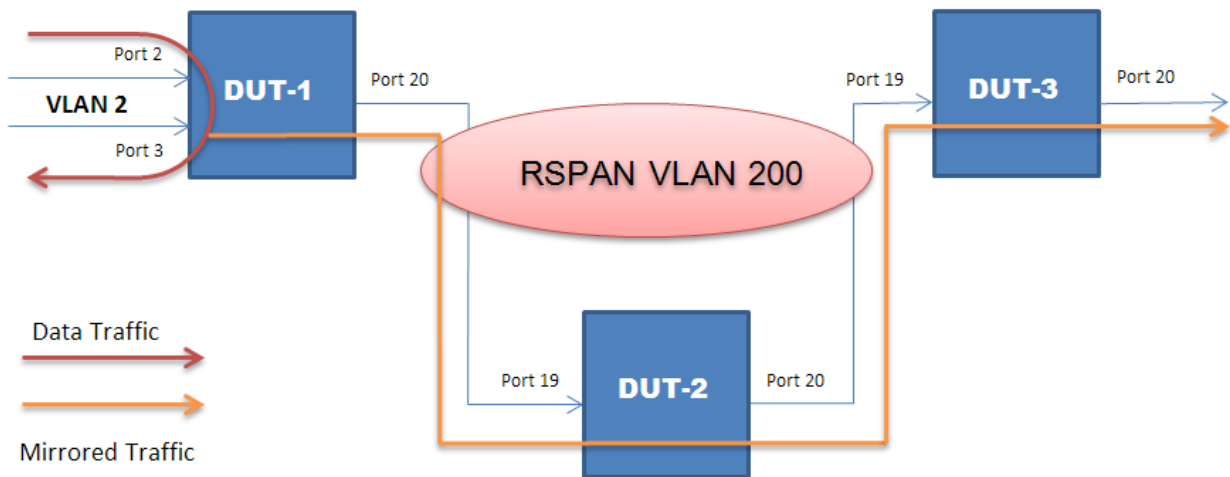 Port 2
DUT-1
Port 20
Port 19
DUT-3
Port 20
VLAN 2
Port 3
RSPAN VLAN 200
Data Traffic
Port 19
DUT-2
Port 20
Mirrored Traffic